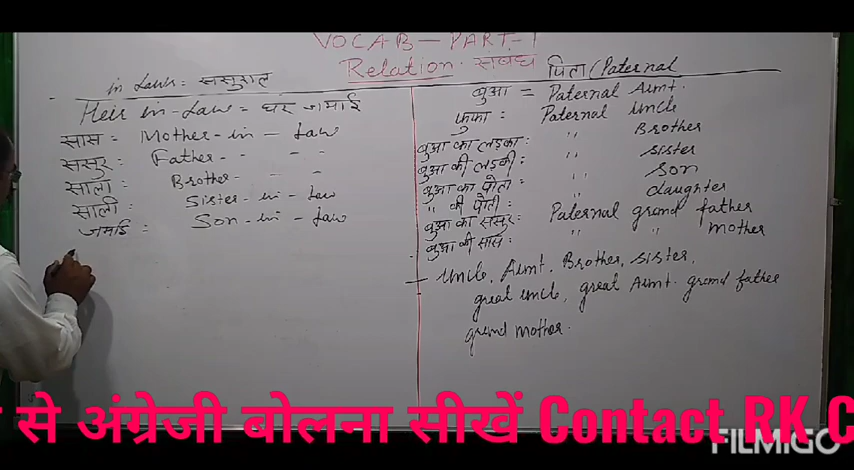 VOCAB - PART - 1
Relation. संबंध
in Laws: ससुराल
Heir in-Law = घर जमाई
सास : Mother-in - Law
ससुर : Father - " - "
साला : Brother - - "
साली : Sister - in - Law
जमाई : Son - in - Law
पिता (Paternal
बुआ = Paternal Aunt.
फुफा : Paternal Uncle
बुआ का लड़का : " Brother
बुआ की लड़की : " sister
बुआ का पोता : " son
" की पोती : " daughter
बुआ का ससुर : Paternal grand father
बुआ की सास : " " mother
- Uncle, Aunt. Brother, sister,
great uncle, great Aunt. grand father
grand mother.
से अंग्रेजी बोलना सीखें Contact RK C
FILMIGO